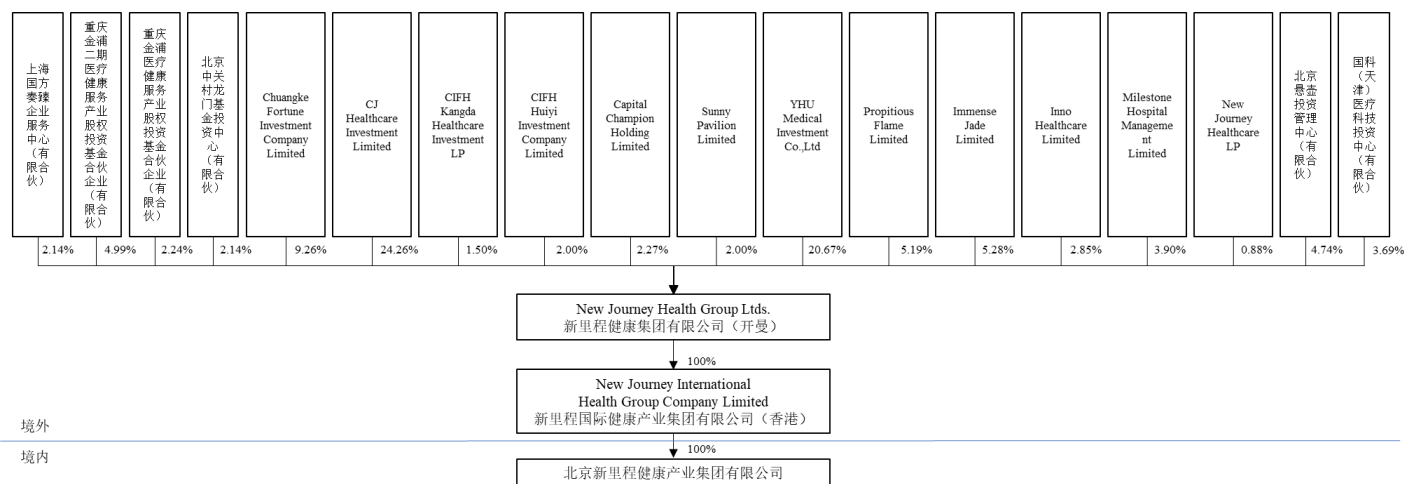 上海
国方
奏臻
企业
服务
中心
（有
限合
伙）
重庆
金浦
二期
医疗
健康
服务
产业
股权
投资
基金
合伙
企业
（有
限合
伙）
重庆
金浦
医疗
健康
服务
产业
股权
投资
基金
合伙
企业
（有
限合
伙）
北京
中关
村龙
门基
金投
资中
心
（有
限合
伙）
Chuangke
Fortune
Investment
Company
Limited
CJ
Healthcare
Investment
Limited
CIFH
Kangda
Healthcare
Investment
LP
CIFH
Huiyi
Investment
Company
Limited
Capital
Champion
Holding
Limited
Sunny
Pavilion
Limited
YHU
Medical
Investment
Co.,Ltd
Propitious
Flame
Limited
Immense
Jade
Limited
Inno
Healthcare
Limited
Milestone
Hospital
Manageme
nt
Limited
New
Journey
Healthcare
LP
北京
悬壶
投资
管理
中心
（有
限合
伙）
国科
（天
津）
医疗
科技
投资
中心
（有
限合
伙）
2.14%
4.99%
2.24%
2.14%
9.26%
24.26%
1.50%
2.00%
2.27%
2.00%
20.67%
5.19%
5.28%
2.85%
3.90%
0.88%
4.74%
3.69%
New Journey Health Group Ltds.
新里程健康集团有限公司（开曼）
100%
New Journey International
Health Group Company Limited
新里程国际健康产业集团有限公司（香港）
境外
100%
境内
北京新里程健康产业集团有限公司